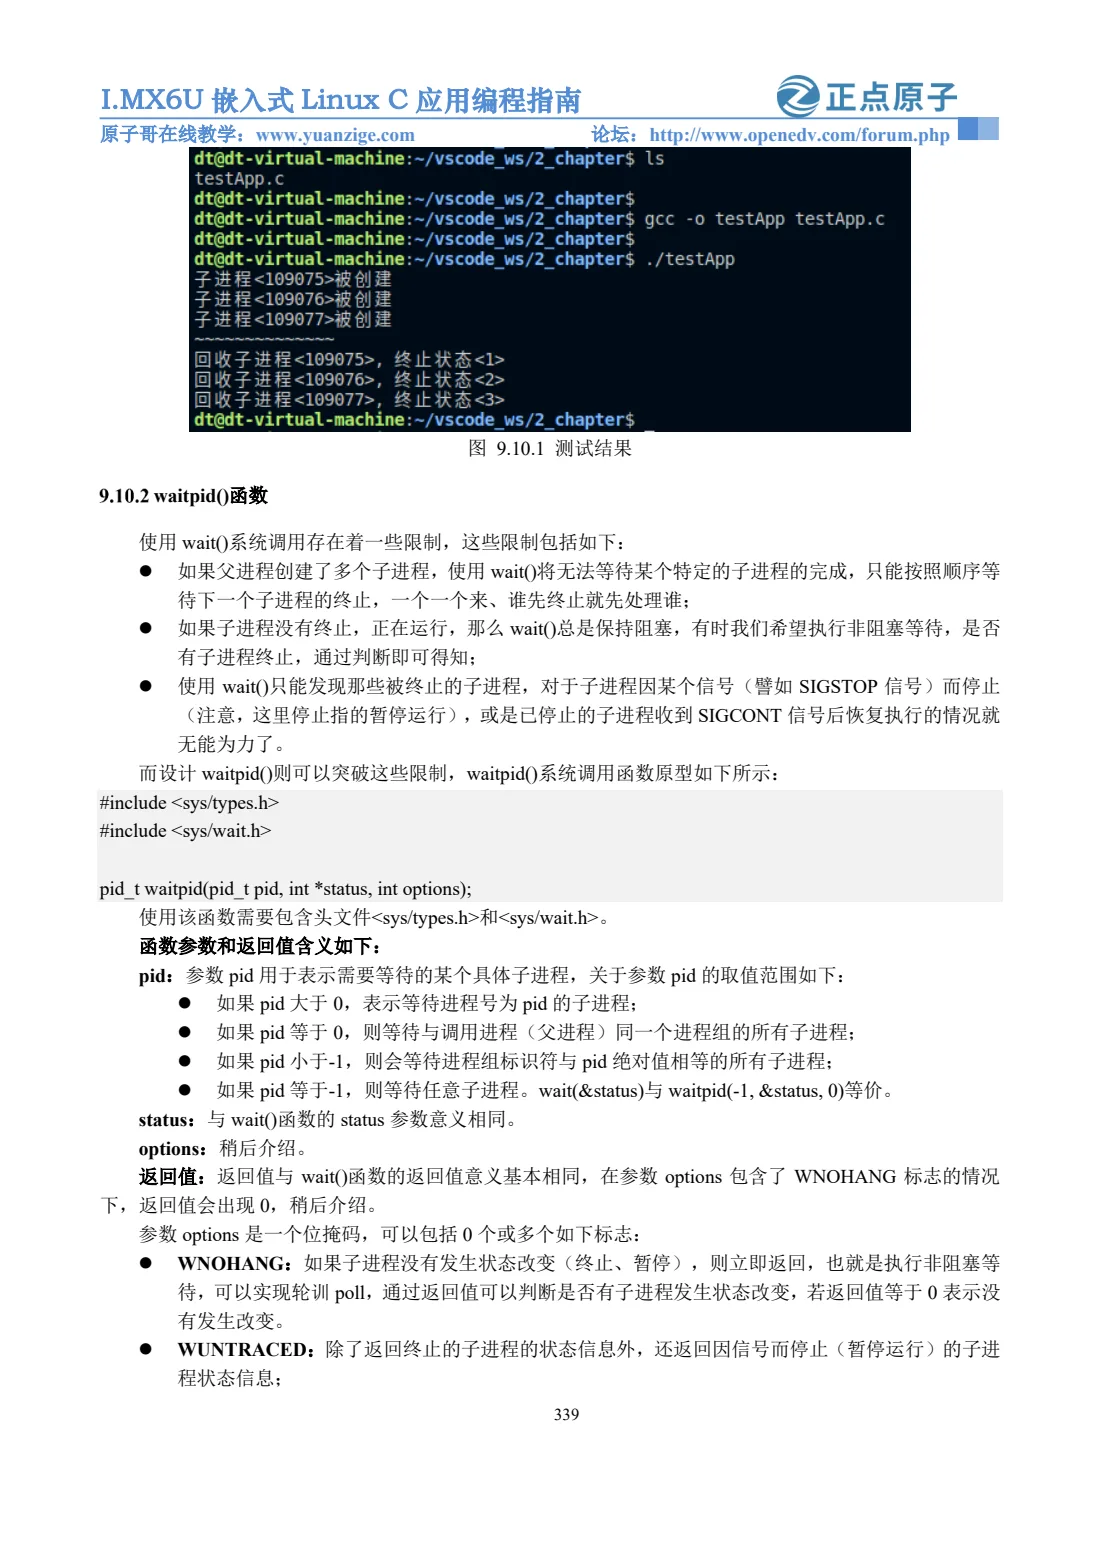 I.MX6U 嵌入式 Linux C 应用编程指南
正点原子
原子哥在线教学：www.yuanzige.com 论坛：http://www.openedv.com/forum.php
dt@dt-virtual-machine:~/vscode_ws/2_chapter$ ls
testApp.c
dt@dt-virtual-machine:~/vscode_ws/2_chapter$
dt@dt-virtual-machine:~/vscode_ws/2_chapter$ gcc -o testApp testApp.c
dt@dt-virtual-machine:~/vscode_ws/2_chapter$
dt@dt-virtual-machine:~/vscode_ws/2_chapter$ ./testApp
子进程<109075>被创建
子进程<109076>被创建
子进程<109077>被创建
~~~~~~~~~~~~~~
回收子进程<109075>, 终止状态<1>
回收子进程<109076>, 终止状态<2>
回收子进程<109077>, 终止状态<3>
dt@dt-virtual-machine:~/vscode_ws/2_chapter$
图 9.10.1 测试结果
9.10.2 waitpid()函数
使用 wait()系统调用存在着一些限制，这些限制包括如下：
● 如果父进程创建了多个子进程，使用 wait()将无法等待某个特定的子进程的完成，只能按照顺序等
待下一个子进程的终止，一个一个来、谁先终止就先处理谁；
● 如果子进程没有终止，正在运行，那么 wait()总是保持阻塞，有时我们希望执行非阻塞等待，是否
有子进程终止，通过判断即可得知；
● 使用 wait()只能发现那些被终止的子进程，对于子进程因某个信号（譬如 SIGSTOP 信号）而停止
（注意，这里停止指的暂停运行），或是已停止的子进程收到 SIGCONT 信号后恢复执行的情况就
无能为力了。
而设计 waitpid()则可以突破这些限制，waitpid()系统调用函数原型如下所示：
#include <sys/types.h>
#include <sys/wait.h>
pid_t waitpid(pid_t pid, int *status, int options);
使用该函数需要包含头文件<sys/types.h>和<sys/wait.h>。
函数参数和返回值含义如下：
pid：参数 pid 用于表示需要等待的某个具体子进程，关于参数 pid 的取值范围如下：
● 如果 pid 大于 0，表示等待进程号为 pid 的子进程；
● 如果 pid 等于 0，则等待与调用进程（父进程）同一个进程组的所有子进程；
● 如果 pid 小于-1，则会等待进程组标识符与 pid 绝对值相等的所有子进程；
● 如果 pid 等于-1，则等待任意子进程。wait(&status)与 waitpid(-1, &status, 0)等价。
status：与 wait()函数的 status 参数意义相同。
options：稍后介绍。
返回值：返回值与 wait()函数的返回值意义基本相同，在参数 options 包含了 WNOHANG 标志的情况
下，返回值会出现 0，稍后介绍。
参数 options 是一个位掩码，可以包括 0 个或多个如下标志：
● WNOHANG：如果子进程没有发生状态改变（终止、暂停），则立即返回，也就是执行非阻塞等
待，可以实现轮训 poll，通过返回值可以判断是否有子进程发生状态改变，若返回值等于 0 表示没
有发生改变。
● WUNTRACED：除了返回终止的子进程的状态信息外，还返回因信号而停止（暂停运行）的子进
程状态信息；
339